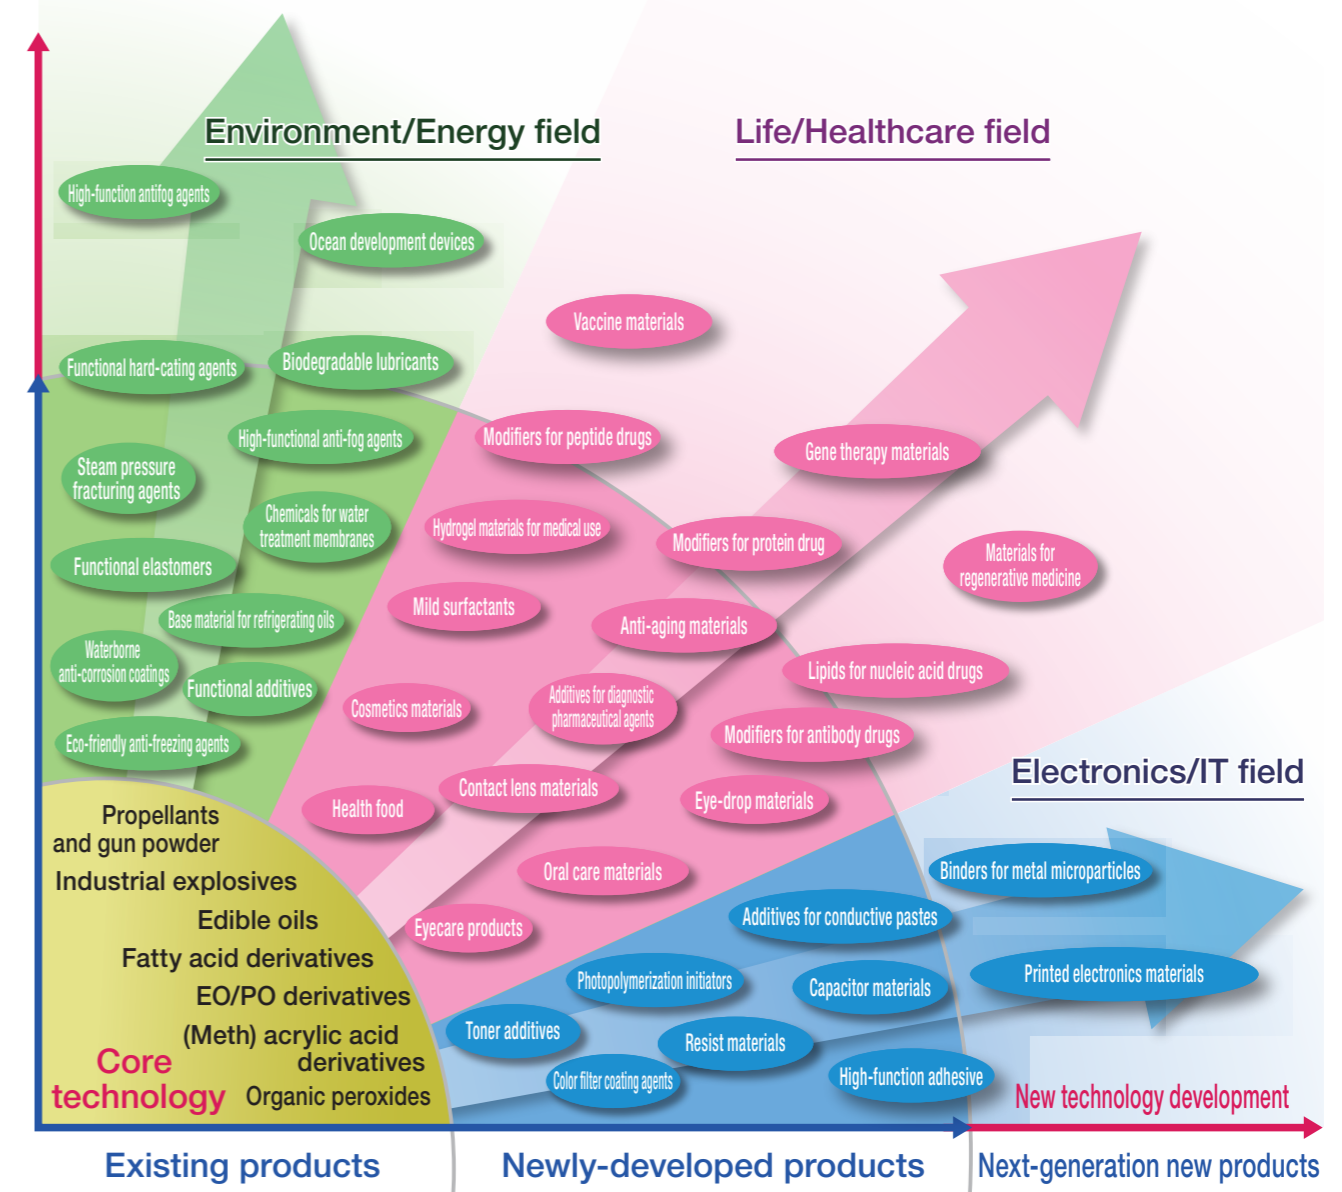 Environment/Energy field
Life/Healthcare field
High-function antifog agents
Ocean development devices
Vaccine materials
Functional hard-cating agents
Biodegradable lubricants
High-functional anti-fog agents
Modifiers for peptide drugs
Gene therapy materials
Steam pressure
fracturing agents
Chemicals for water
treatment membranes
Hydrogel materials for medical use
Modifiers for protein drug
Materials for
regenerative medicine
Functional elastomers
Mild surfactants
Base material for refrigerating oils
Anti-aging materials
Waterborne
anti-corrosion coatings
Functional additives
Lipids for nucleic acid drugs
Cosmetics materials
Additives for diagnostic
pharmaceutical agents
Modifiers for antibody drugs
Eco-friendly anti-freezing agents
Electronics/IT field
Contact lens materials
Eye-drop materials
Health food
Propellants
and gun powder
Oral care materials
Binders for metal microparticles
Industrial explosives
Edible oils
Eyecare products
Additives for conductive pastes
Fatty acid derivatives
Photopolymerization initiators
Capacitor materials
Printed electronics materials
EO/PO derivatives
Toner additives
Resist materials
(Meth) acrylic acid
derivatives
Color filter coating agents
High-function adhesive
Core
technology
Organic peroxides
New technology development
Existing products
Newly-developed products
Next-generation new products